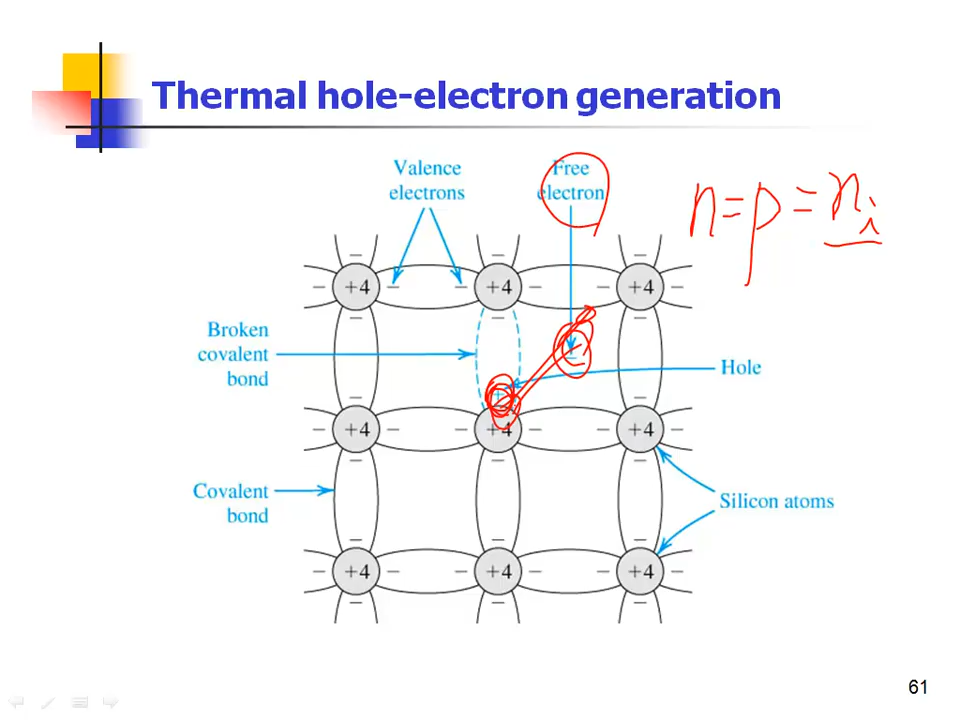 Thermal hole-electron generation
Valence
electrons
Free
electron
n=p=nᵢ
− − −
− +4 − − +4 − − +4 −
− − −
Broken
covalent
bond
+
−
Hole
− −
− +4 − − +4 − − +4 −
− − −
Covalent
bond
Silicon atoms
− − −
− +4 − − +4 − − +4 −
− − −
61